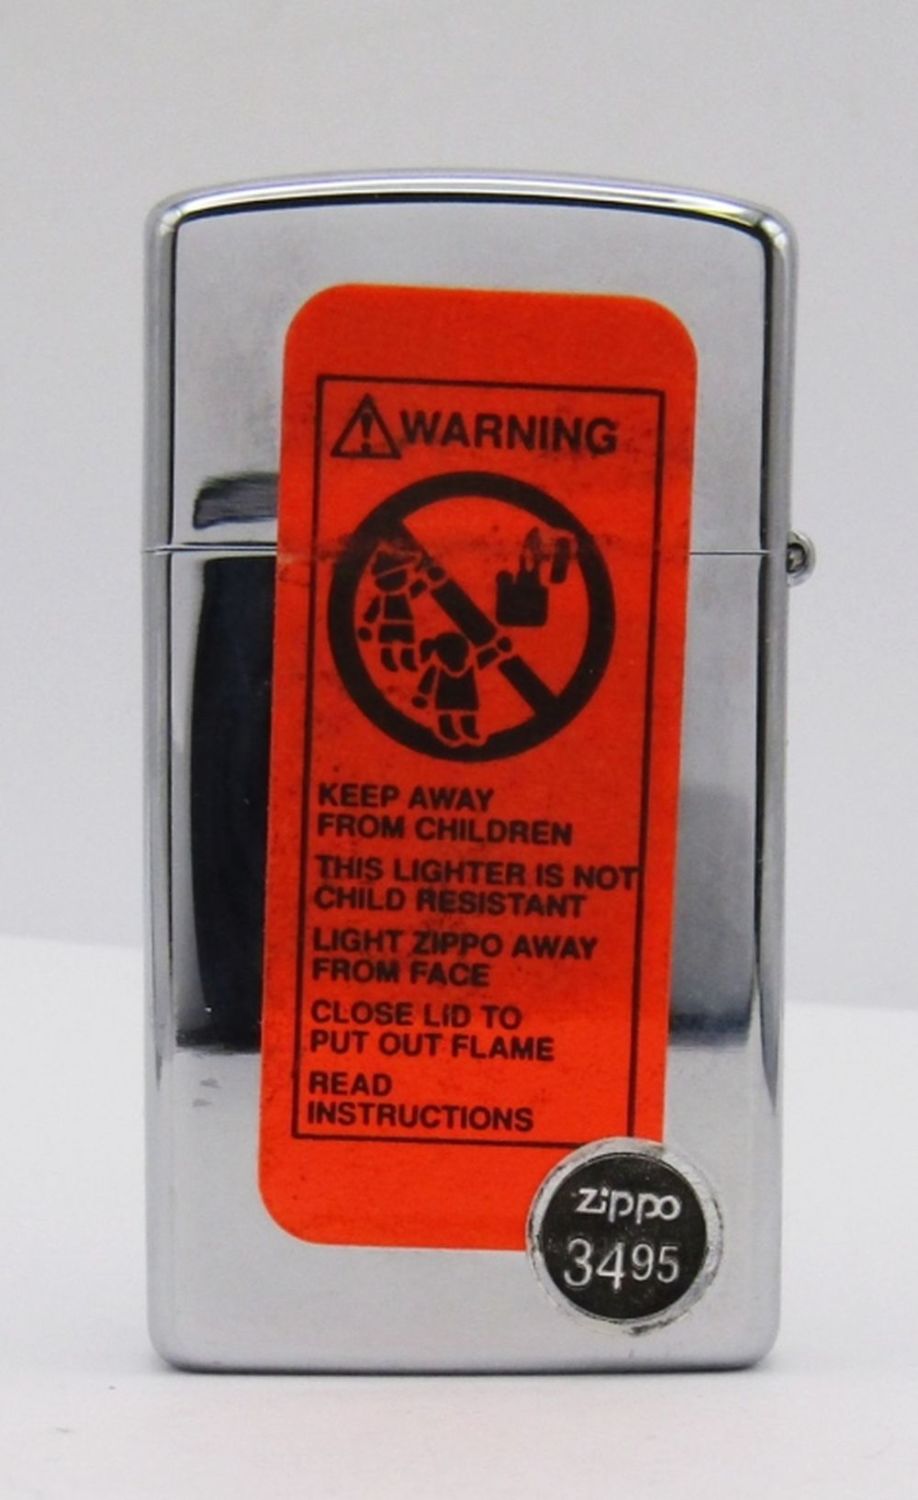 WARNING
KEEP AWAY
FROM CHILDREN
THIS LIGHTER IS NOT
CHILD RESISTANT
LIGHT ZIPPO AWAY
FROM FACE
CLOSE LID TO
PUT OUT FLAME
READ
INSTRUCTIONS
zippo
3495